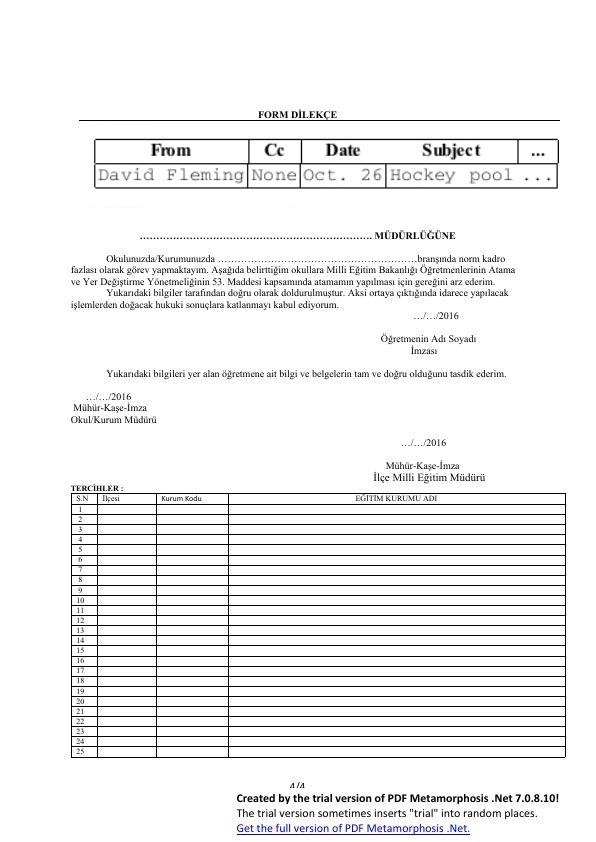 FORM DİLEKÇE
From Cc Date Subject ...
David Fleming None Oct. 26 Hockey pool ...
…………………………………………………………. MÜDÜRLÜĞÜNE
Okulunuzda/Kurumunuzda …………………………………………………branşında norm kadro
fazlası olarak görev yapmaktayım. Aşağıda belirttiğim okullara Milli Eğitim Bakanlığı Öğretmenlerinin Atama
ve Yer Değiştirme Yönetmeliğinin 53. Maddesi kapsamında atamamın yapılması için gereğini arz ederim.
Yukarıdaki bilgiler tarafından doğru olarak doldurulmuştur. Aksi ortaya çıktığında idarece yapılacak
işlemlerden doğacak hukuki sonuçlara katlanmayı kabul ediyorum.
…/…/2016
Öğretmenin Adı Soyadı
İmzası
Yukarıdaki bilgileri yer alan öğretmene ait bilgi ve belgelerin tam ve doğru olduğunu tasdik ederim.
…/…/2016
Mühür-Kaşe-İmza
Okul/Kurum Müdürü
…/…/2016
Mühür-Kaşe-İmza
İlçe Milli Eğitim Müdürü
TERCİHLER :
S.N İlçesi Kurum Kodu EĞİTİM KURUMU ADI
1
2
3
4
5
6
7
8
9
10
11
12
13
14
15
16
17
18
19
20
21
22
23
24
25
4/4
Created by the trial version of PDF Metamorphosis .Net 7.0.8.10!
The trial version sometimes inserts "trial" into random places.
Get the full version of PDF Metamorphosis .Net.